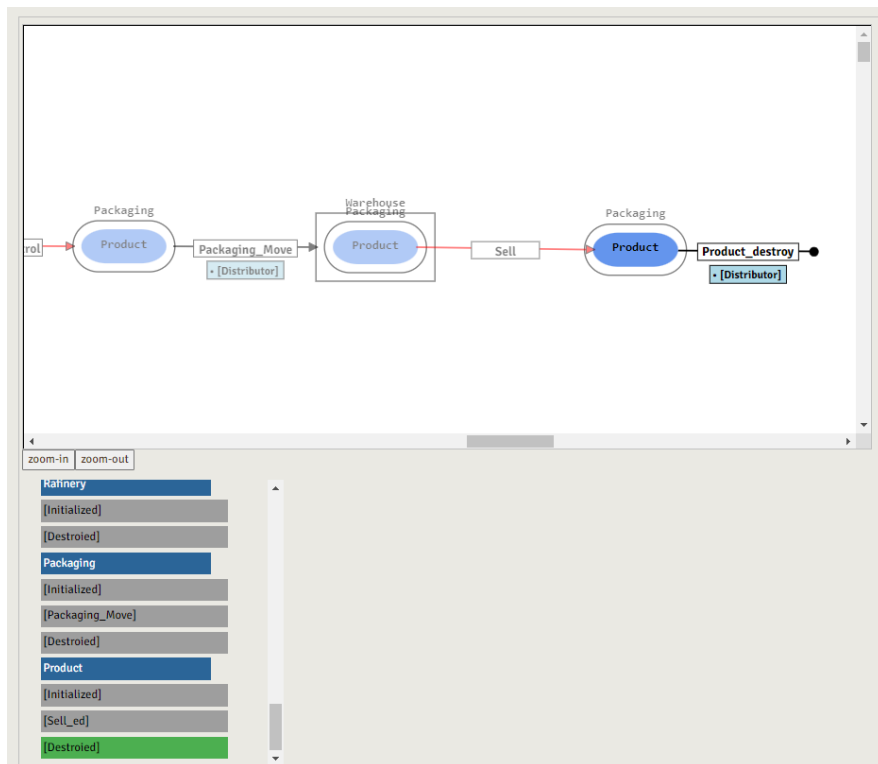 Packaging
Product
rol
Packaging_Move
• [Distributor]
Warehouse
Packaging
Product
Sell
Packaging
Product
Product_destroy
• [Distributor]
zoom-in
zoom-out
Rafinery
[Initialized]
[Destroied]
Packaging
[Initialized]
[Packaging_Move]
[Destroied]
Product
[Initialized]
[Sell_ed]
[Destroied]